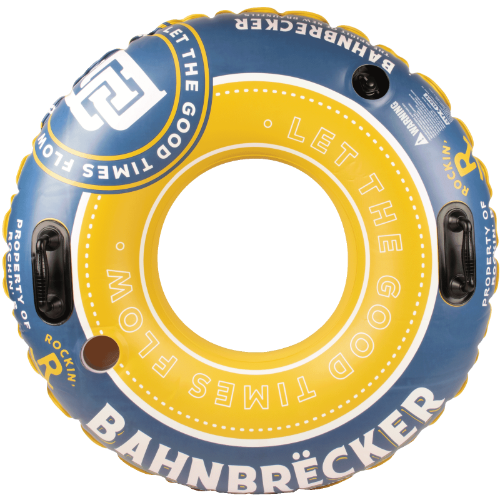 LET THE GOOD TIMES FLOW
BAHNBRËCKER
WARNING
ROCKIN' R
PROPERTY OF
ROCKIN' R
PROPERTY OF
ROCKIN'
· LET THE GOOD TIMES FLOW ·
ROCKIN' R
BAHNBRËCKER